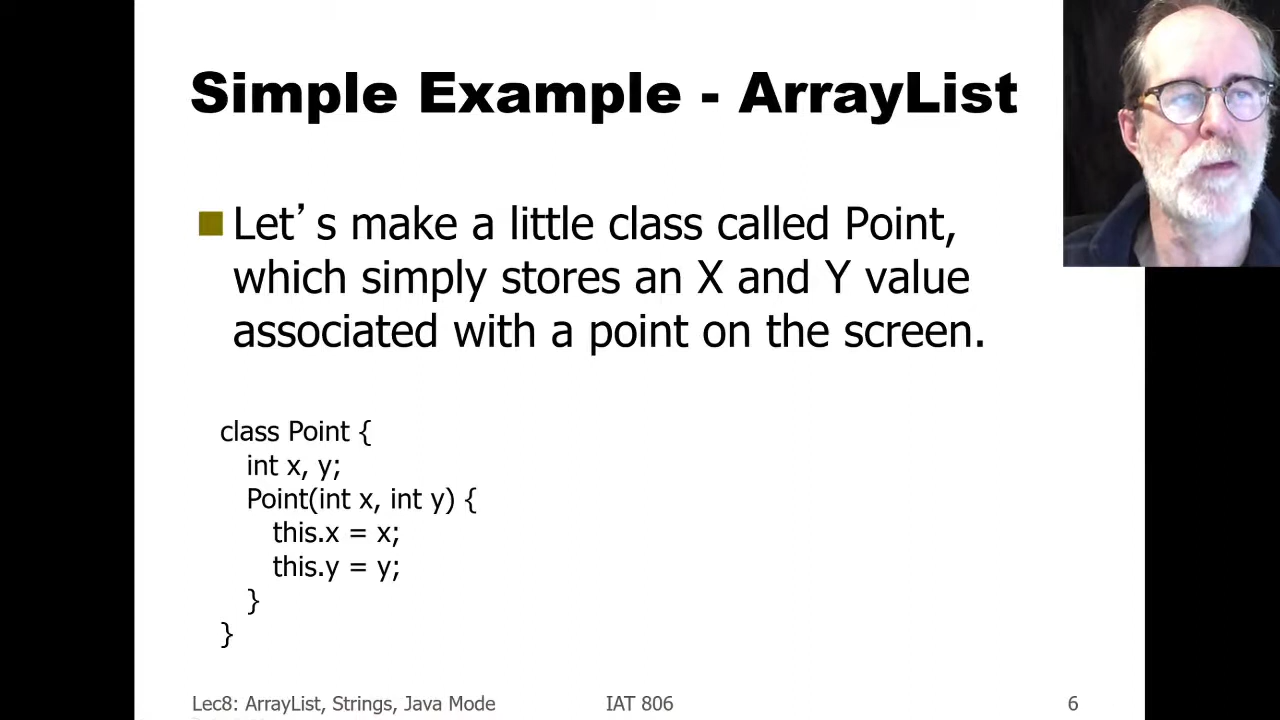 Simple Example - ArrayList
Let’s make a little class called Point,
which simply stores an X and Y value
associated with a point on the screen.
class Point {
int x, y;
Point(int x, int y) {
this.x = x;
this.y = y;
}
}
Lec8: ArrayList, Strings, Java Mode IAT 806 6